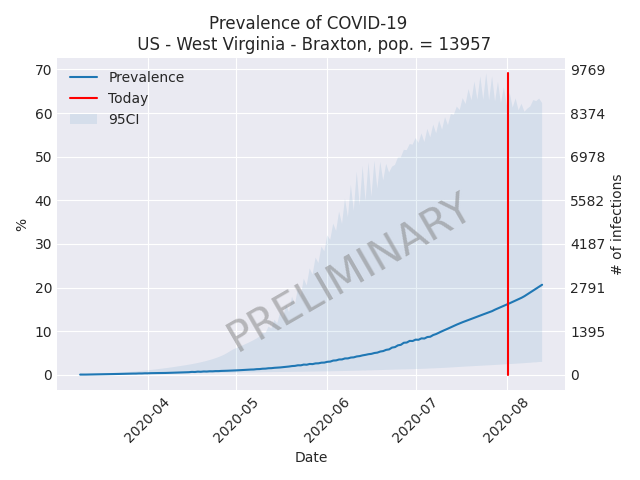 Prevalence of COVID-19
US - West Virginia - Braxton, pop. = 13957
Prevalence
Today
95CI
PRELIMINARY
%
70
60
50
40
30
20
10
0
9769
8374
6978
5582
4187
2791
1395
0
# of infections
2020-04
2020-05
2020-06
2020-07
2020-08
Date